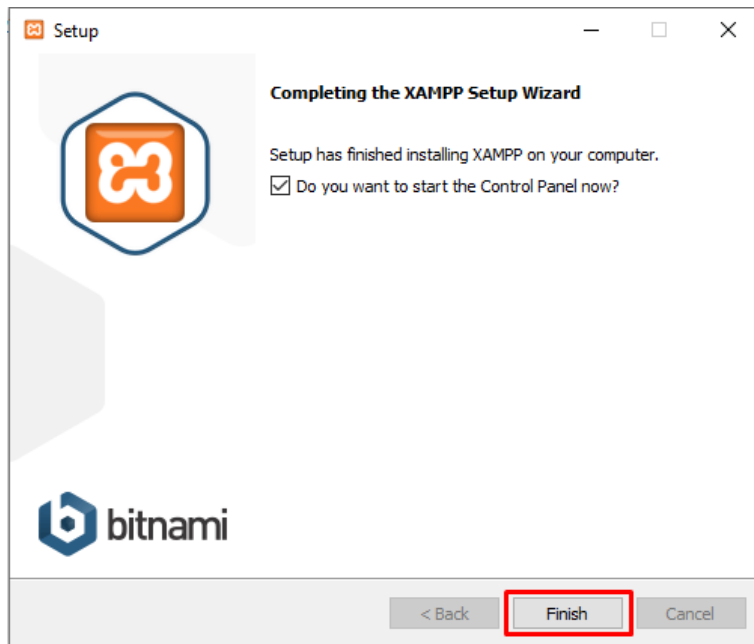 Setup
Completing the XAMPP Setup Wizard
Setup has finished installing XAMPP on your computer.
Do you want to start the Control Panel now?
bitnami
< Back
Finish
Cancel